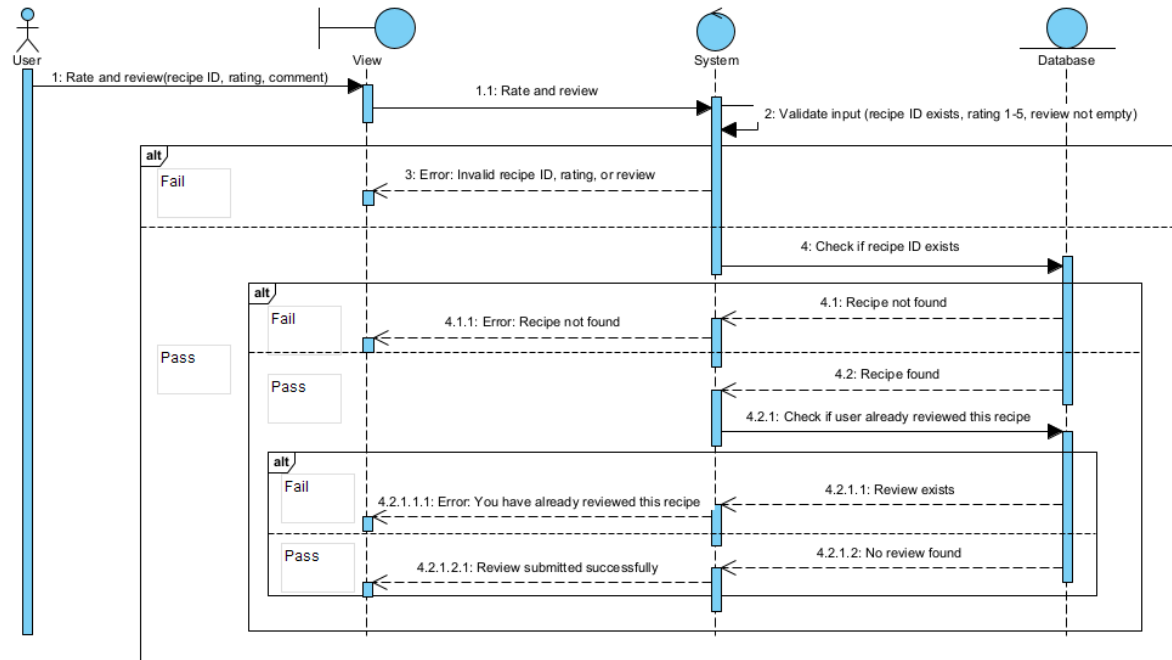 User
View
System
Database
1: Rate and review(recipe ID, rating, comment)
1.1: Rate and review
2: Validate input (recipe ID exists, rating 1-5, review not empty)
alt
Fail
3: Error: Invalid recipe ID, rating, or review
4: Check if recipe ID exists
alt
Fail
4.1: Recipe not found
4.1.1: Error: Recipe not found
Pass
Pass
4.2: Recipe found
4.2.1: Check if user already reviewed this recipe
alt
Fail
4.2.1.1: Review exists
4.2.1.1.1: Error: You have already reviewed this recipe
Pass
4.2.1.2: No review found
4.2.1.2.1: Review submitted successfully